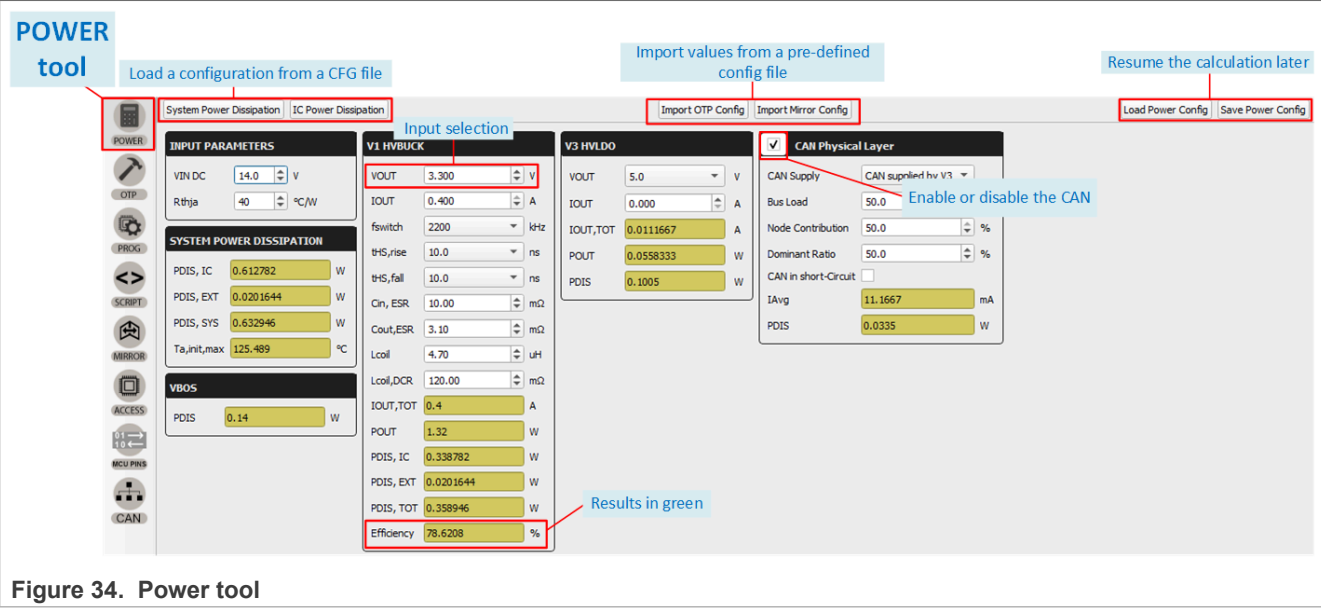 POWER
tool
Load a configuration from a CFG file
Import values from a pre-defined
config file
Resume the calculation later
System Power Dissipation
IC Power Dissipation
Import OTP Config
Import Mirror Config
Load Power Config
Save Power Config
POWER
OTP
PROG
SCRIPT
MIRROR
ACCESS
01
10
MCU PINS
CAN
INPUT PARAMETERS
VIN DC 14.0 V
Rthja 40 °C/W
SYSTEM POWER DISSIPATION
PDIS, IC 0.612782 W
PDIS, EXT 0.0201644 W
PDIS, SYS 0.632946 W
Ta,init,max 125.489 °C
VBOS
PDIS 0.14 W
Input selection
V1 HVBUCK
VOUT 3.300 V
IOUT 0.400 A
fswitch 2200 kHz
tHS,rise 10.0 ns
tHS,fall 10.0 ns
Cin, ESR 10.00 mΩ
Cout,ESR 3.10 mΩ
Lcoil 4.70 uH
Lcoil,DCR 120.00 mΩ
IOUT,TOT 0.4 A
POUT 1.32 W
PDIS, IC 0.338782 W
PDIS, EXT 0.0201644 W
PDIS, TOT 0.358946 W
Efficiency 78.6208 %
Results in green
V3 HVLDO
VOUT 5.0 V
IOUT 0.000 A
IOUT,TOT 0.0111667 A
POUT 0.0558333 W
PDIS 0.1005 W
CAN Physical Layer
CAN Supply CAN supplied by V3
Enable or disable the CAN
Bus Load 50.0
Node Contribution 50.0 %
Dominant Ratio 50.0 %
CAN in short-Circuit
IAvg 11.1667 mA
PDIS 0.0335 W
Figure 34. Power tool